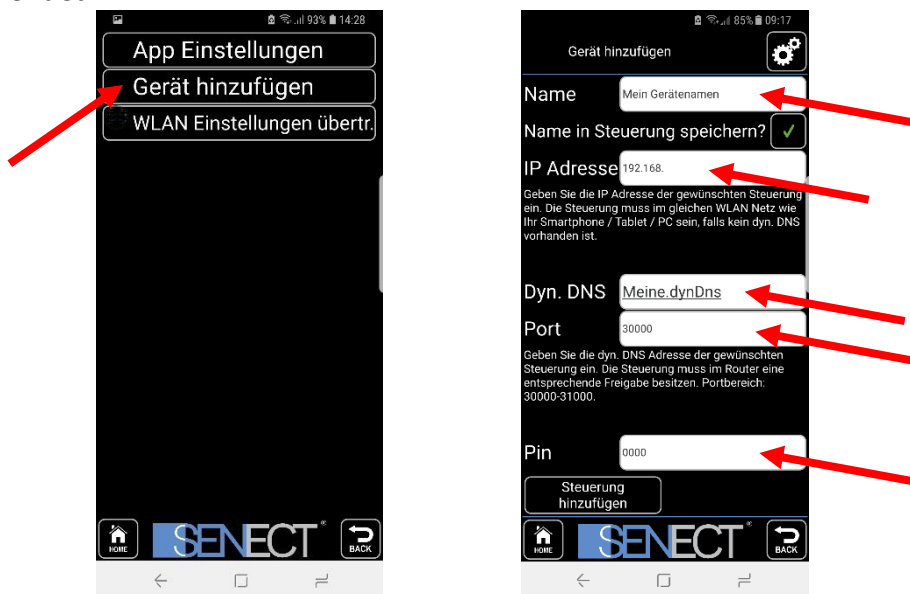 93% 14:28
App Einstellungen
Gerät hinzufügen
WLAN Einstellungen übertr.
HOME
SENECT®
BACK
85% 09:17
Gerät hinzufügen
Name
Mein Gerätenamen
Name in Steuerung speichern?
IP Adresse
192.168.
Geben Sie die IP Adresse der gewünschten Steuerung
ein. Die Steuerung muss im gleichen WLAN Netz wie
Ihr Smartphone / Tablet / PC sein, falls kein dyn. DNS
vorhanden ist.
Dyn. DNS
Meine.dynDns
Port
30000
Geben Sie die dyn. DNS Adresse der gewünschten
Steuerung ein. Die Steuerung muss im Router eine
entsprechende Freigabe besitzen. Portbereich:
30000-31000.
Pin
0000
Steuerung
hinzufügen
HOME
SENECT®
BACK